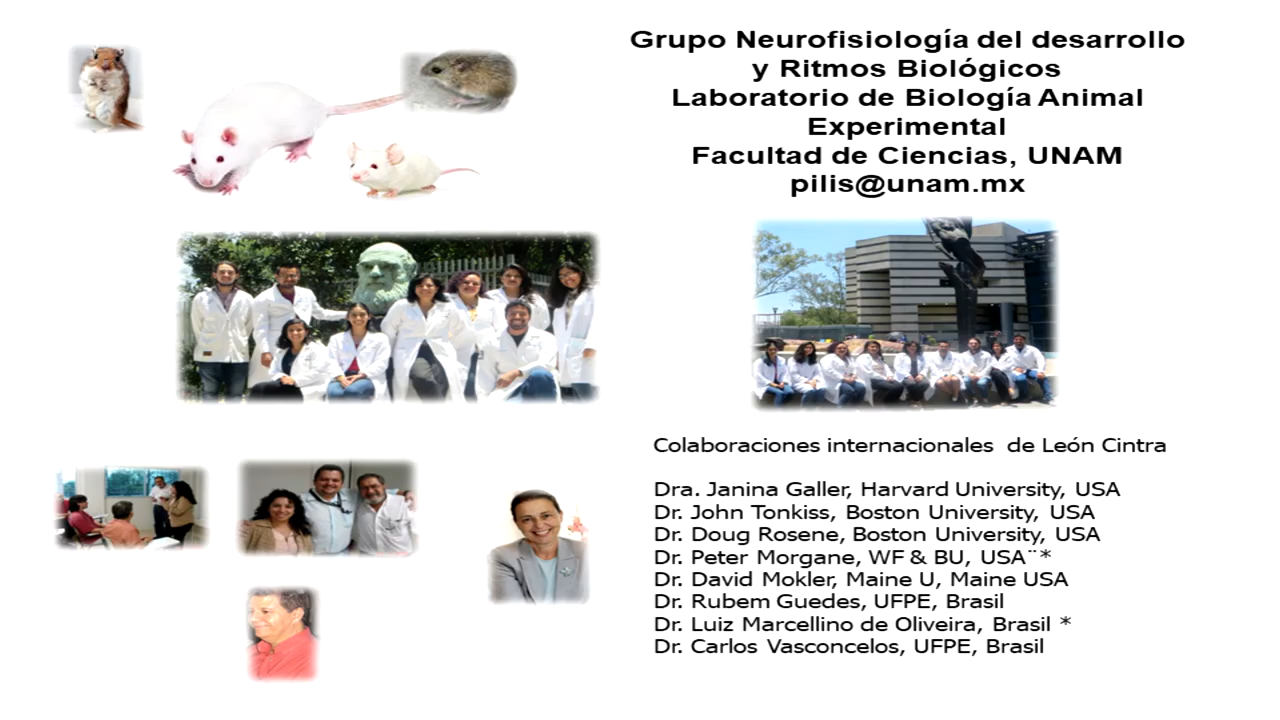 Grupo Neurofisiología del desarrollo
y Ritmos Biológicos
Laboratorio de Biología Animal
Experimental
Facultad de Ciencias, UNAM
pilis@unam.mx
Colaboraciones internacionales  de León Cintra
Dra. Janina Galler, Harvard University, USA
Dr. John Tonkiss, Boston University, USA
Dr. Doug Rosene, Boston University, USA
Dr. Peter Morgane, WF & BU, USA¨*
Dr. David Mokler, Maine U, Maine USA
Dr. Rubem Guedes, UFPE, Brasil
Dr. Luiz Marcellino de Oliveira, Brasil *
Dr. Carlos Vasconcelos, UFPE, Brasil